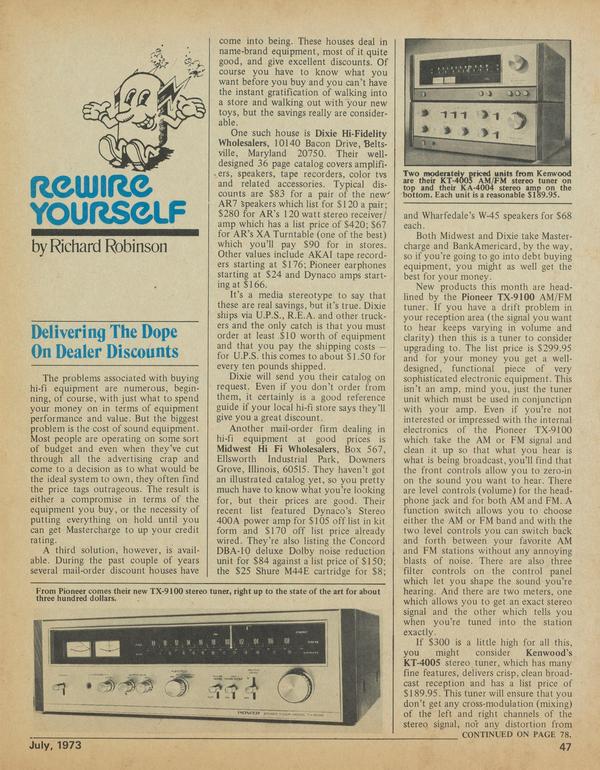 REWIRE
YOURSELF
by Richard Robinson
Delivering The Dope
On Dealer Discounts
The problems associated with buying
hi-fi equipment are numerous, begin-
ning, of course, with just what to spend
your money on in terms of equipment
performance and value. But the biggest
problem is the cost of sound equipment.
Most people are operating on some sort
of budget and even when they've cut
through all the advertising crap and
come to a decision as to what would be
the ideal system to own, they often find
the price tags outrageous. The result is
either a compromise in terms of the
equipment you buy, or the necessity of
putting everything on hold until you
can get Mastercharge to up your credit
rating.
A third solution, however, is avail-
able. During the past couple of years
several mail-order discount houses have
come into being. These houses deal in
name-brand equipment, most of it quite
good, and give excellent discounts. Of
course you have to know what you
want before you buy and you can't have
the instant gratification of walking into
a store and walking out with your new
toys, but the savings really are consider-
able.
One such house is Dixie Hi-Fidelity
Wholesalers, 10140 Bacon Drive, Belts-
ville, Maryland 20750. Their well-
designed 36 page catalog covers amplifi-
ers, speakers, tape recorders, color tvs
and related accessories. Typical dis-
counts are $83 for a pair of the new
AR7 speakers which list for $120 a pair;
$280 for AR's 120 watt stereo receiver/
amp which has a list price of $420; $67
for AR's XA Turntable (one of the best)
which you'll pay $90 for in stores.
Other values include AKAI tape record-
ers starting at $176; Pioneer earphones
starting at $24 and Dynaco amps start-
ing at $166.
It's a media stereotype to say that
these are real savings, but it's true. Dixie
ships via U.P.S., R.E.A. and other truck-
ers and the only catch is that you must
order at least $10 worth of equipment
and that you pay the shipping costs —
for U.P.S. this comes to about $1.50 for
every ten pounds shipped.
Dixie will send you their catalog on
request. Even if you don't order from
them, it certainly is a good reference
guide if your local hi-fi store says they'll
give you a great discount.
Another mail-order firm dealing in
hi-fi equipment at good prices is
Midwest Hi Fi Wholesalers, Box 567,
Ellsworth Industrial Park, Downers
Grove, Illinois, 60515. They haven't got
an illustrated catalog yet, so you pretty
much have to know what you're looking
for, but their prices are good. Their
recent list featured Dynaco's Stereo
400A power amp for $105 off list in kit
form and $170 off list price already
wired. They're also listing the Concord
DBA-10 deluxe Dolby noise reduction
unit for $84 against a list price of $150;
the $25 Shure M44E cartridge for $8;
Two moderately priced units from Kenwood
are their KT-4005 AM/FM stereo tuner on
top and their KA-4004 stereo amp on the
bottom. Each unit is a reasonable $189.95.
and Wharfedale's W-45 speakers for $68
each.
Both Midwest and Dixie take Master-
charge and BankAmericard, by the way,
so if you're going to go into debt buying
equipment, you might as well get the
best for your money.
New products this month are head-
lined by the Pioneer TX-9100 AM/FM
tuner. If you have a drift problem in
your reception area (the signal you want
to hear keeps varying in volume and
clarity) then this is a tuner to consider
upgrading to. The list price is $299.95
and for your money you get a well-
designed, functional piece of very
sophisticated electronic equipment. This
isn't an amp, mind you, just the tuner
unit which must be used in conjunction
with your amp. Even if you're not
interested or impressed with the internal
electronics of the Pioneer TX-9100
which take the AM or FM signal and
clean it up so that what you hear is
what is being broadcast, you'll find that
the front controls allow you to zero-in
on the sound you want to hear. There
are level controls (volume) for the head-
phone jack and for both AM and FM. A
function switch allows you to choose
either the AM or FM band and with the
two level controls you can switch back
and forth between your favorite AM
and FM stations without any annoying
blasts of noise. There are also three
filter controls on the control panel
which let you shape the sound you're
hearing. And there are two meters, one
which allows you to get an exact stereo
signal and the other which tells you
when you're tuned into the station
exactly.
If $300 is a little high for all this,
you might consider Kenwood's
KT-4005 stereo tuner, which has many
fine features, delivers crisp, clean broad-
cast reception and has a list price of
$189.95. This tuner will ensure that you
don't get any cross-modulation (mixing)
of the left and right channels of the
stereo signal, nor any distortion from
CONTINUED ON PAGE 78.
From Pioneer comes their new TX-9100 stereo tuner, right up to the state of the art for about
three hundred dollars.
PIONEER
July, 1973
47